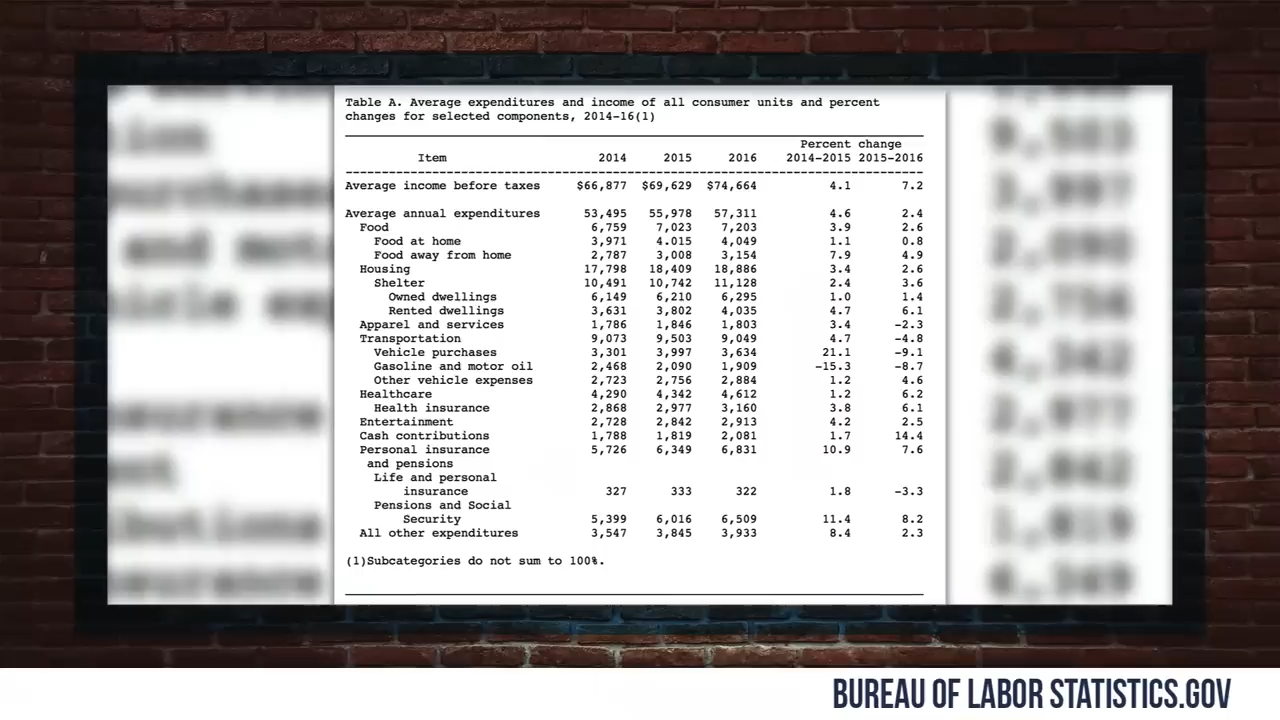 Table A. Average expenditures and income of all consumer units and percent
changes for selected components, 2014-16(1)
Percent change
Item 2014 2015 2016 2014-2015 2015-2016
Average income before taxes $66,877 $69,629 $74,664 4.1 7.2
Average annual expenditures 53,495 55,978 57,311 4.6 2.4
Food 6,759 7,023 7,203 3.9 2.6
Food at home 3,971 4.015 4,049 1.1 0.8
Food away from home 2,787 3,008 3,154 7.9 4.9
Housing 17,798 18,409 18,886 3.4 2.6
Shelter 10,491 10,742 11,128 2.4 3.6
Owned dwellings 6,149 6,210 6,295 1.0 1.4
Rented dwellings 3,631 3,802 4,035 4.7 6.1
Apparel and services 1,786 1,846 1,803 3.4 -2.3
Transportation 9,073 9,503 9,049 4.7 -4.8
Vehicle purchases 3,301 3,997 3,634 21.1 -9.1
Gasoline and motor oil 2,468 2,090 1,909 -15.3 -8.7
Other vehicle expenses 2,723 2,756 2,884 1.2 4.6
Healthcare 4,290 4,342 4,612 1.2 6.2
Health insurance 2,868 2,977 3,160 3.8 6.1
Entertainment 2,728 2,842 2,913 4.2 2.5
Cash contributions 1,788 1,819 2,081 1.7 14.4
Personal insurance 5,726 6,349 6,831 10.9 7.6
and pensions
Life and personal
insurance 327 333 322 1.8 -3.3
Pensions and Social
Security 5,399 6,016 6,509 11.4 8.2
All other expenditures 3,547 3,845 3,933 8.4 2.3
(1)Subcategories do not sum to 100%.
BUREAU OF LABOR STATISTICS.GOV